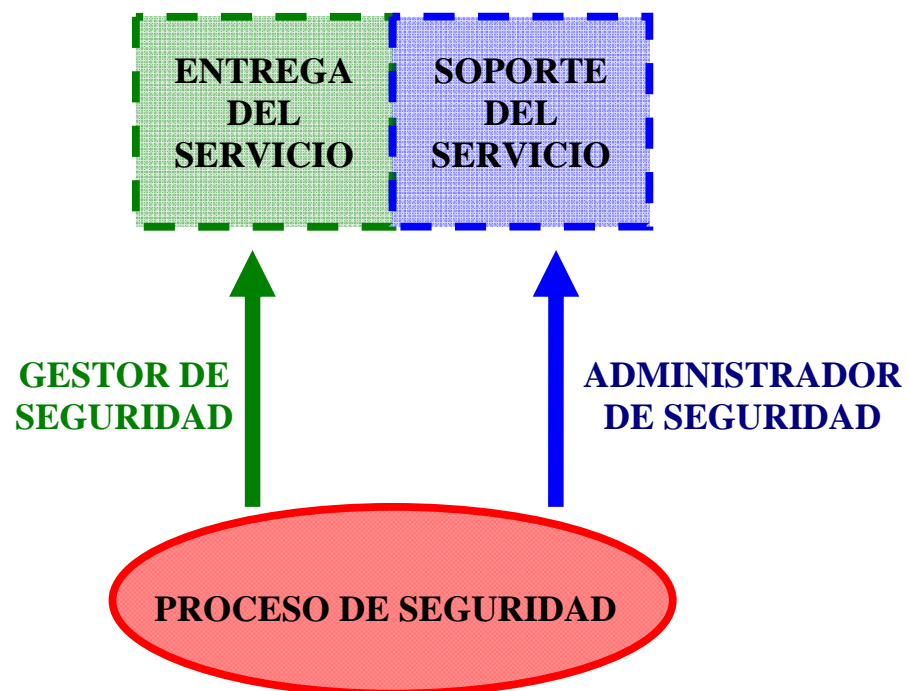 ENTREGA
DEL
SERVICIO
SOPORTE
DEL
SERVICIO
GESTOR DE
SEGURIDAD
ADMINISTRADOR
DE SEGURIDAD
PROCESO DE SEGURIDAD